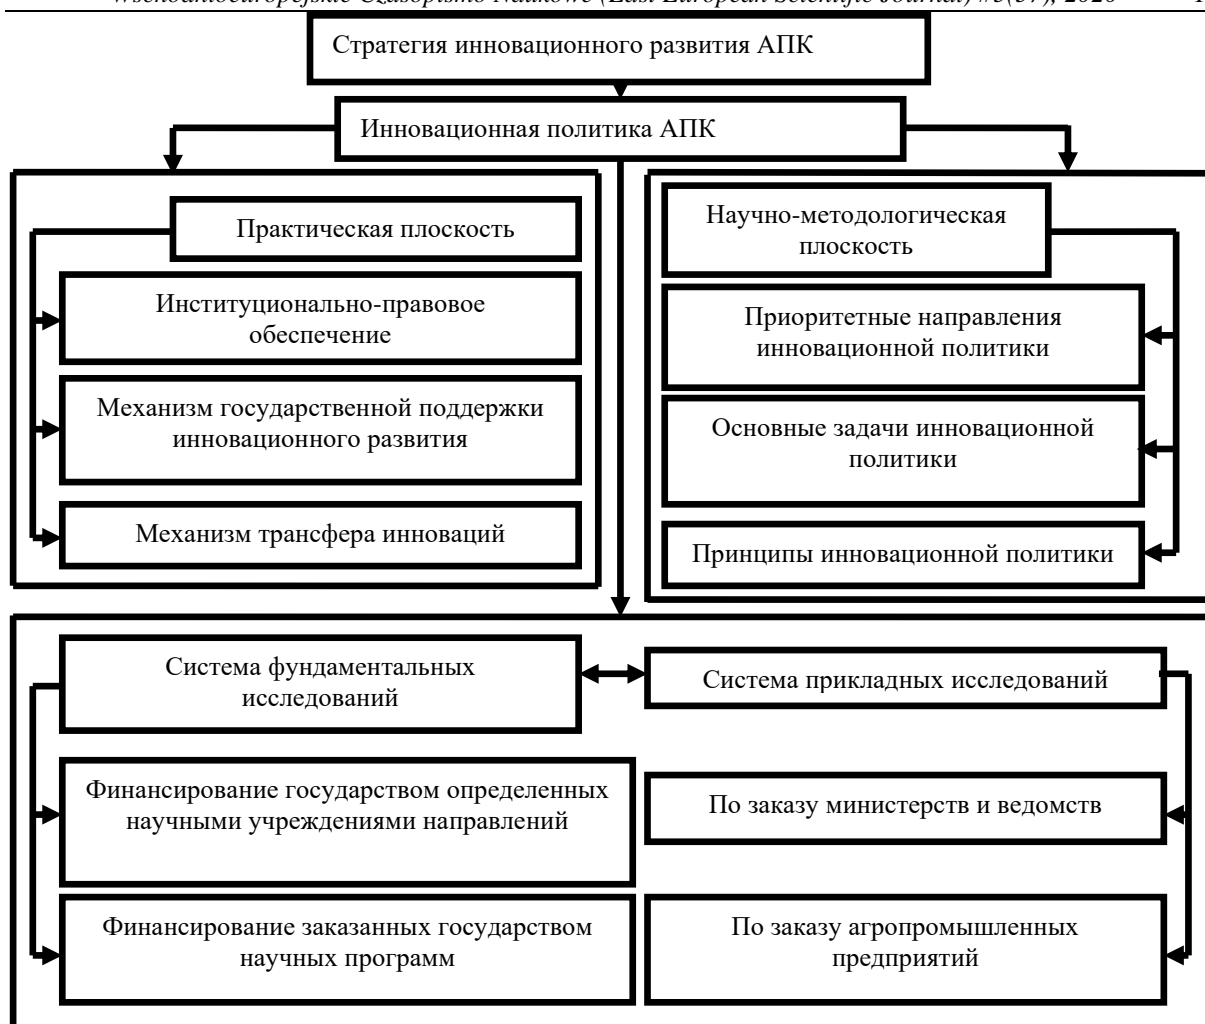 Wschodnioeuropejskie Czasopismo Naukowe (East European Scientific Journal) #5(57), 2020
Стратегия инновационного развития АПК
Инновационная политика АПК
Практическая плоскость
Институционально-правовое
обеспечение
Механизм государственной поддержки
инновационного развития
Механизм трансфера инноваций
Научно-методологическая
плоскость
Приоритетные направления
инновационной политики
Основные задачи инновационной
политики
Принципы инновационной политики
Система фундаментальных
исследований
Система прикладных исследований
Финансирование государством определенных
научными учреждениями направлений
По заказу министерств и ведомств
Финансирование заказанных государством
научных программ
По заказу агропромышленных
предприятий